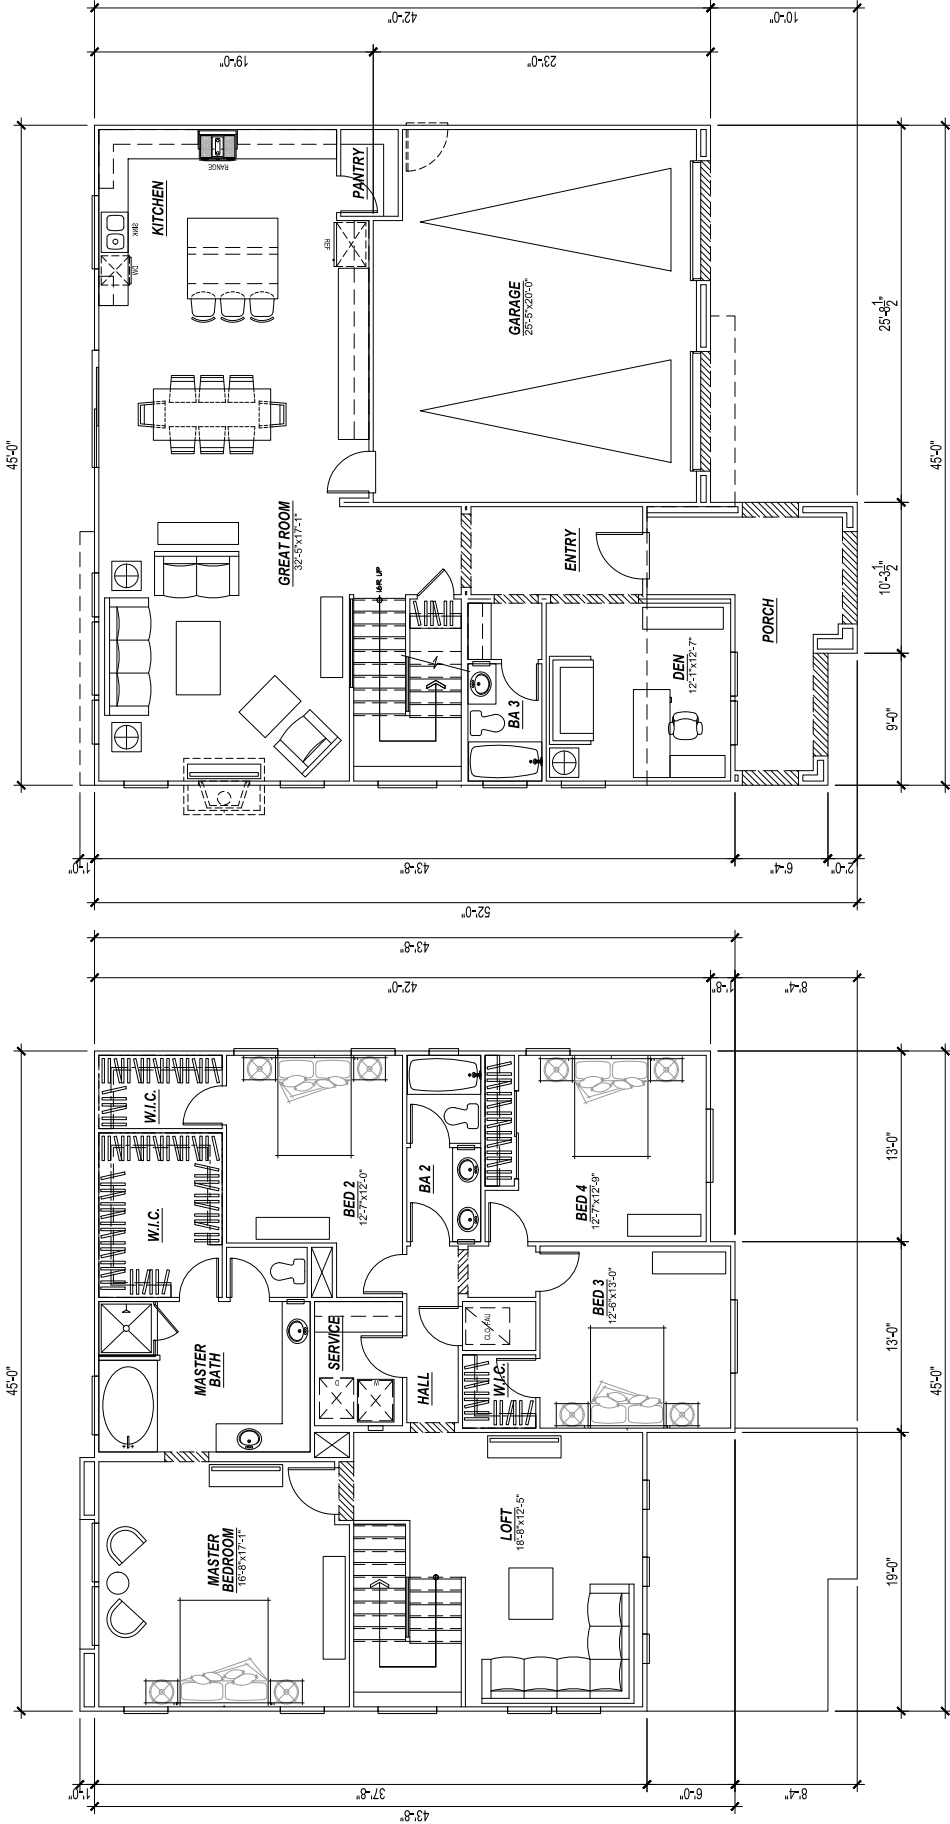 42'-0"
10'-0"
19'-0"
23'-0"
45'-0"
KITCHEN
RANGE
SINK
DW
PANTRY
REF
GARAGE
25'-5"x20'-0"
25'-8 1/2"
GREAT ROOM
32'-5"x17'-1"
16R UP
ENTRY
10'-3 1/2"
45'-0"
BA 3
DEN
12'-1"x12'-7"
PORCH
9'-0"
1'-0"
43'-8"
6'-4"
2'-0"
52'-0"
43'-8"
42'-0"
1'-8"
8'-4"
W.I.C.
W.I.C.
BED 2
12'-7"x12'-0"
BA 2
BED 4
12'-7"x12'-9"
13'-0"
45'-0"
MASTER
BATH
SERVICE
D
W
HALL
CLO./FAU
W.I.C.
BED 3
12'-6"x13'-0"
13'-0"
45'-0"
MASTER
BEDROOM
16'-8"x17'-1"
LOFT
18'-8"x12'-5"
19'-0"
1'-0"
37'-8"
6'-0"
8'-4"
43'-8"